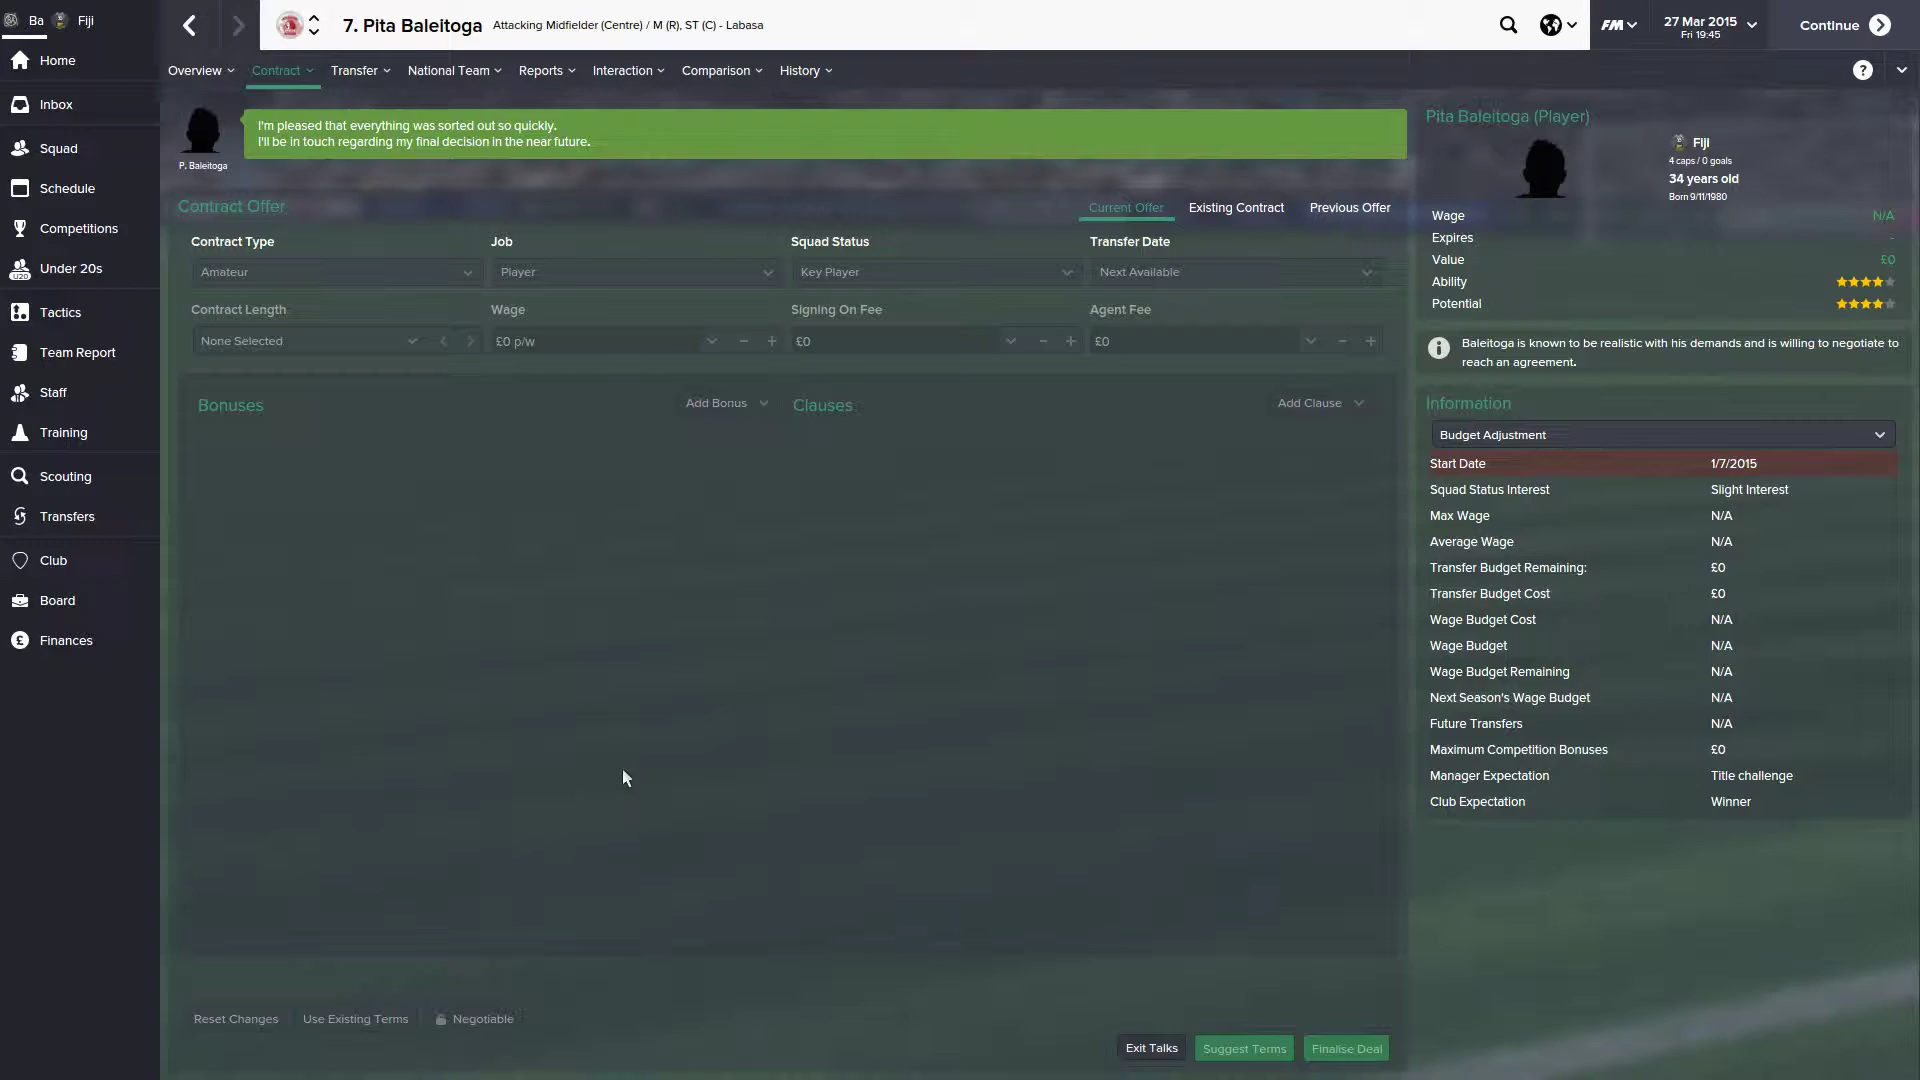 Ba
Fiji
7. Pita Baleitoga
Attacking Midfielder (Centre) / M (R), ST (C) - Labasa
FM
27 Mar 2015
Fri 19:45
Continue
Home
Inbox
Squad
Schedule
Competitions
Under 20s
Tactics
Team Report
Staff
Training
Scouting
Transfers
Club
Board
Finances
Overview
Contract
Transfer
National Team
Reports
Interaction
Comparison
History
?
P. Baleitoga
I'm pleased that everything was sorted out so quickly.
I'll be in touch regarding my final decision in the near future.
Contract Offer
Current Offer
Existing Contract
Previous Offer
Contract Type
Job
Squad Status
Transfer Date
Amateur
Player
Key Player
Next Available
Contract Length
Wage
Signing On Fee
Agent Fee
None Selected
£0 p/w
£0
£0
Bonuses
Add Bonus
Clauses
Add Clause
Reset Changes
Use Existing Terms
Negotiable
Exit Talks
Suggest Terms
Finalise Deal
Pita Baleitoga (Player)
Fiji
4 caps / 0 goals
34 years old
Born 9/11/1980
Wage N/A
Expires -
Value £0
Ability
Potential
Baleitoga is known to be realistic with his demands and is willing to negotiate to
reach an agreement.
Information
Budget Adjustment
Start Date 1/7/2015
Squad Status Interest Slight Interest
Max Wage N/A
Average Wage N/A
Transfer Budget Remaining: £0
Transfer Budget Cost £0
Wage Budget Cost N/A
Wage Budget N/A
Wage Budget Remaining N/A
Next Season's Wage Budget N/A
Future Transfers N/A
Maximum Competition Bonuses £0
Manager Expectation Title challenge
Club Expectation Winner